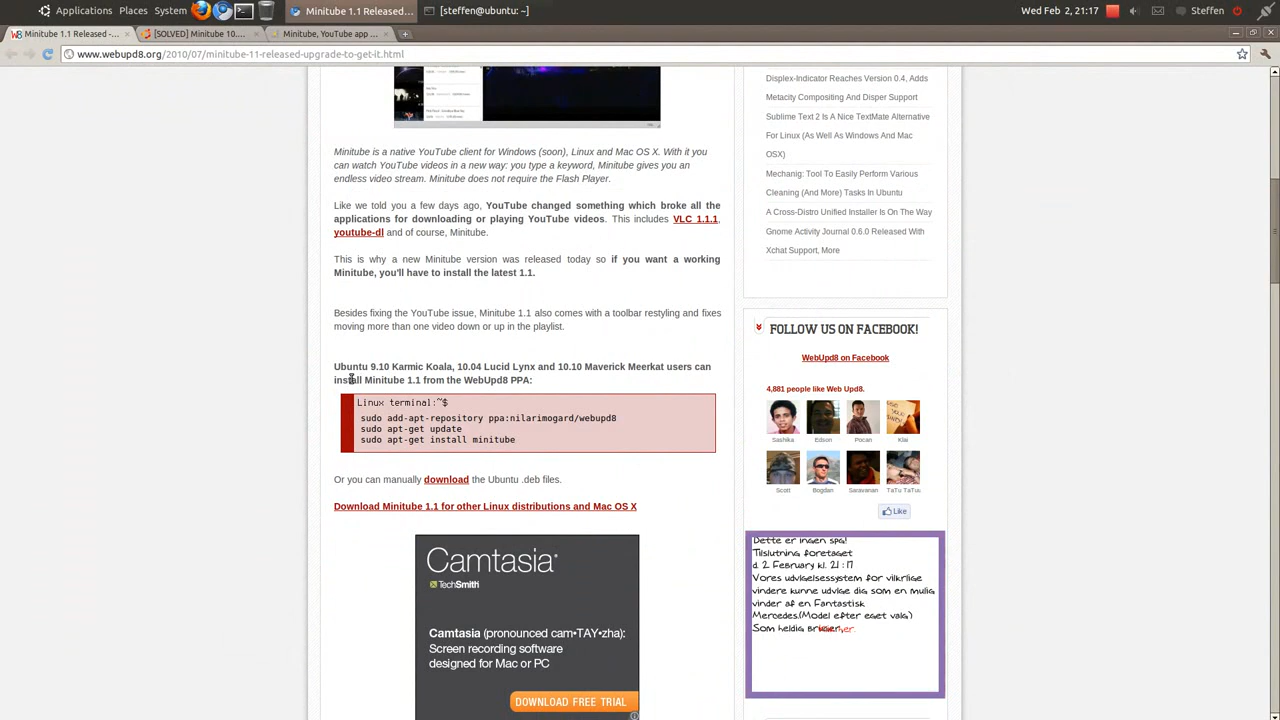 Applications Places System
Minitube 1.1 Released...
[steffen@ubuntu: ~]
Wed Feb 2, 21:17
Steffen
Minitube 1.1 Released -...
[SOLVED] Minitube 10...
Minitube, YouTube app ...
www.webupd8.org/2010/07/minitube-11-released-upgrade-to-get-it.html
Minitube is a native YouTube client for Windows (soon), Linux and Mac OS X. With it you
can watch YouTube videos in a new way: you type a keyword, Minitube gives you an
endless video stream. Minitube does not require the Flash Player.
Like we told you a few days ago, YouTube changed something which broke all the
applications for downloading or playing YouTube videos. This includes VLC 1.1.1,
youtube-dl and of course, Minitube.
This is why a new Minitube version was released today so if you want a working
Minitube, you'll have to install the latest 1.1.
Besides fixing the YouTube issue, Minitube 1.1 also comes with a toolbar restyling and fixes
moving more than one video down or up in the playlist.
Ubuntu 9.10 Karmic Koala, 10.04 Lucid Lynx and 10.10 Maverick Meerkat users can
install Minitube 1.1 from the WebUpd8 PPA:
Linux terminal:~$
sudo add-apt-repository ppa:nilarimogard/webupd8
sudo apt-get update
sudo apt-get install minitube
Or you can manually download the Ubuntu .deb files.
Download Minitube 1.1 for other Linux distributions and Mac OS X
Camtasia®
TechSmith®
Camtasia (pronounced cam•TAY•zha):
Screen recording software
designed for Mac or PC
DOWNLOAD FREE TRIAL
Displex-Indicator Reaches Version 0.4, Adds
Metacity Compositing And Disper Support
Sublime Text 2 Is A Nice TextMate Alternative
For Linux (As Well As Windows And Mac
OSX)
Mechanig: Tool To Easily Perform Various
Cleaning (And More) Tasks In Ubuntu
A Cross-Distro Unified Installer Is On The Way
Gnome Activity Journal 0.6.0 Released With
Xchat Support, More
FOLLOW US ON FACEBOOK!
WebUpd8 on Facebook
4,881 people like Web Upd8.
Sashika Edson Pocan Klai
Scott Bogdan Saravanan TaTu TaTuu
Like
Dette er ingen spg!
Tilslutning foretaget
d. 2. February kl. 21 : 17
Vores udvlgelsessystem for vilkrlige
vindere kunne udvlge dig som en mulig
vinder af en Fantastisk
Mercedes.(Model efter eget valg)
Som heldig